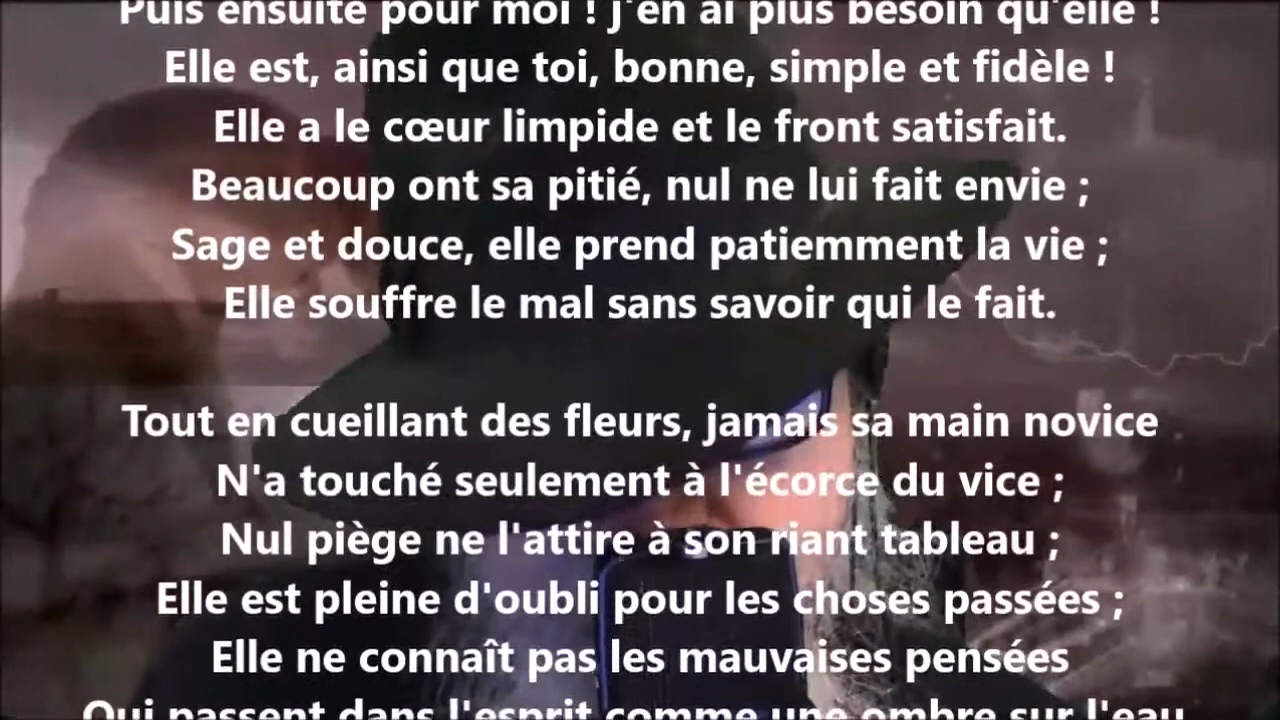 Puis ensuite pour moi ! j'en ai plus besoin qu'elle !
Elle est, ainsi que toi, bonne, simple et fidèle !
Elle a le cœur limpide et le front satisfait.
Beaucoup ont sa pitié, nul ne lui fait envie ;
Sage et douce, elle prend patiemment la vie ;
Elle souffre le mal sans savoir qui le fait.
Tout en cueillant des fleurs, jamais sa main novice
N'a touché seulement à l'écorce du vice ;
Nul piège ne l'attire à son riant tableau ;
Elle est pleine d'oubli pour les choses passées ;
Elle ne connaît pas les mauvaises pensées
Qui passent dans l'esprit comme une ombre sur l'eau